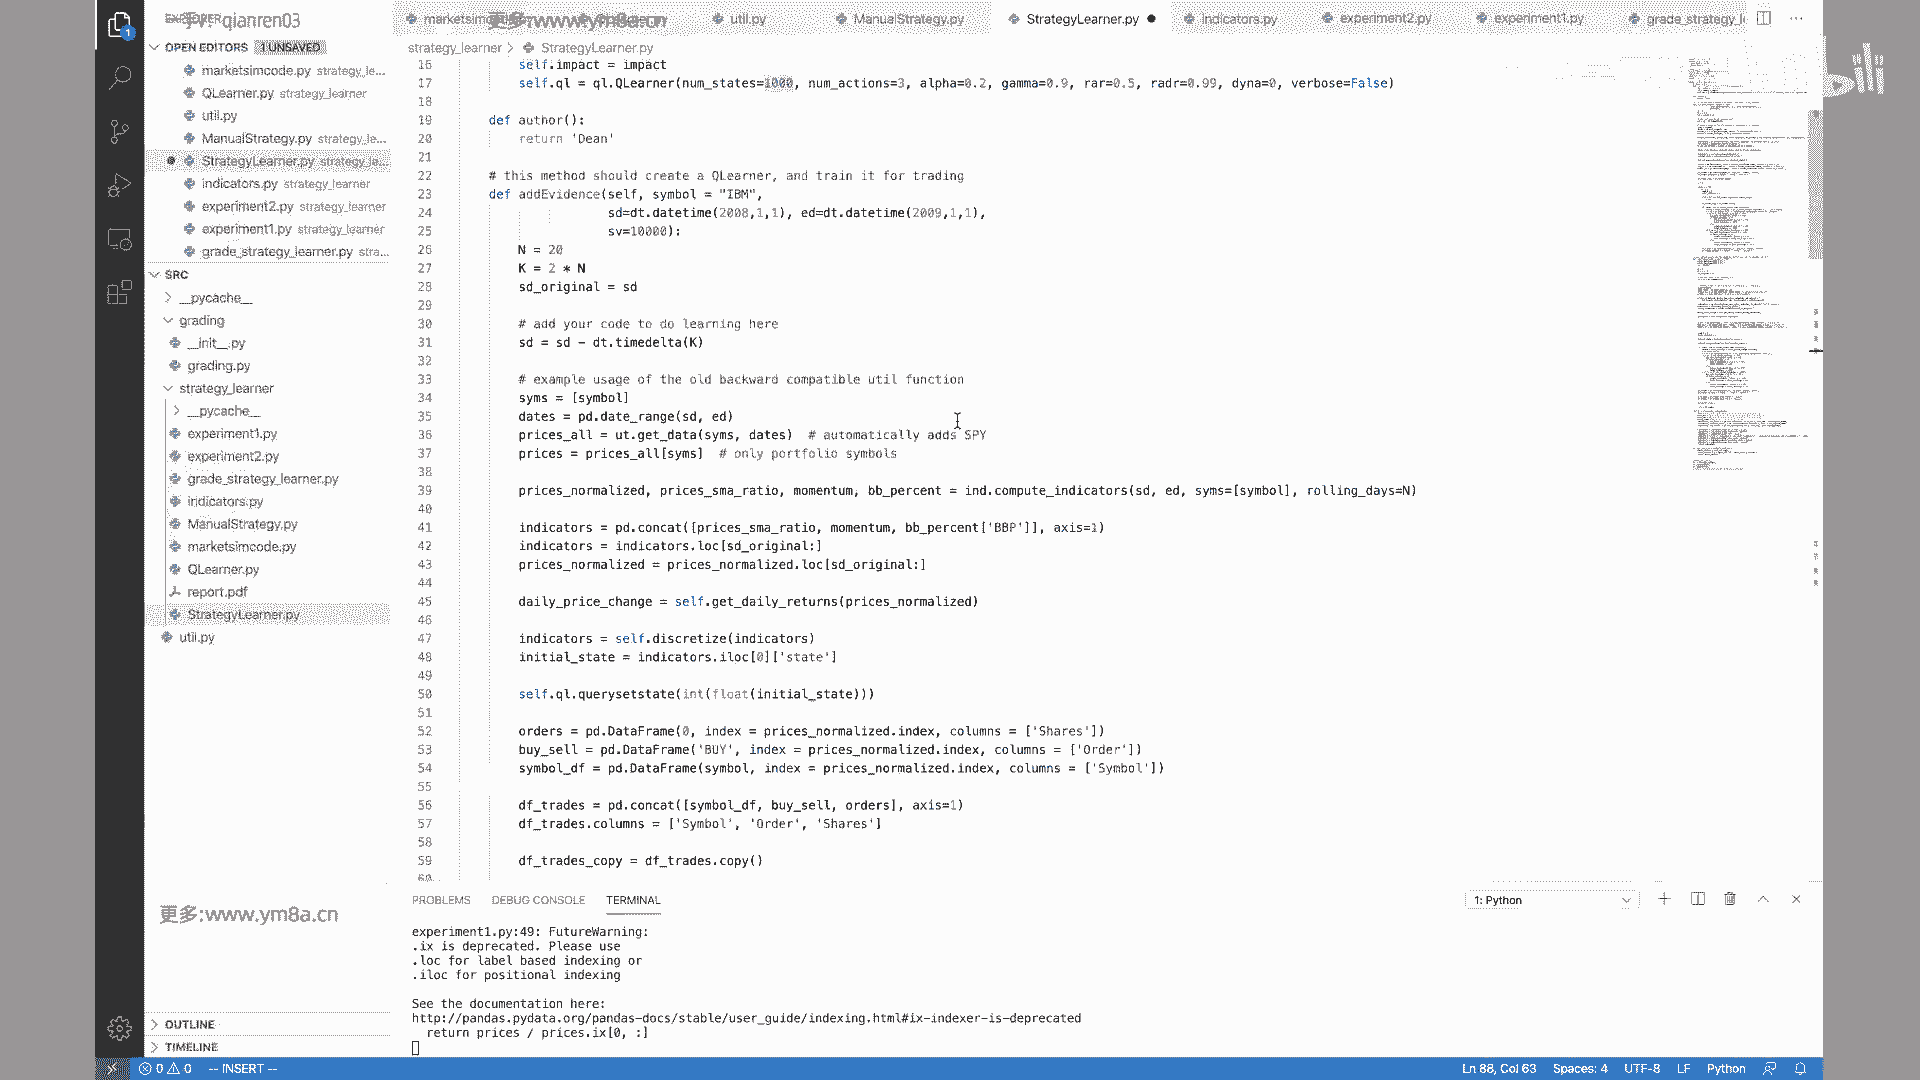 EXPLORER
更多: qianren03
更多:www.ym8a.cn
util.py
ManualStrategy.py
StrategyLearner.py
indicators.py
experiment2.py
experiment1.py
OPEN EDITORS 1 UNSAVED
marketsimcode.py strategy_le...
QLearner.py strategy_learner
util.py
ManualStrategy.py strategy_le...
StrategyLearner.py strategy_le...
indicators.py strategy_learner
experiment2.py strategy_learner
experiment1.py strategy_learner
grade_strategy_learner.py stra...
SRC
__pycache__
grading
__init__.py
grading.py
strategy_learner
__pycache__
experiment1.py
experiment2.py
grade_strategy_learner.py
indicators.py
ManualStrategy.py
marketsimcode.py
QLearner.py
report.pdf
StrategyLearner.py
util.py
更多:www.ym8a.cn
OUTLINE
TIMELINE
strategy_learner > StrategyLearner.py
16 self.impact = impact
17 self.ql = ql.QLearner(num_states=1000, num_actions=3, alpha=0.2, gamma=0.9, rar=0.5, radr=0.99, dyna=0, verbose=False)
18
19 def author():
20 return 'Dean'
21
22 # this method should create a QLearner, and train it for trading
23 def addEvidence(self, symbol = "IBM",
24 sd=dt.datetime(2008,1,1), ed=dt.datetime(2009,1,1),
25 sv=10000):
26 N = 20
27 K = 2 * N
28 sd_original = sd
29
30 # add your code to do learning here
31 sd = sd - dt.timedelta(K)
32
33 # example usage of the old backward compatible util function
34 syms = [symbol]
35 dates = pd.date_range(sd, ed)
36 prices_all = ut.get_data(syms, dates) # automatically adds SPY
37 prices = prices_all[syms] # only portfolio symbols
38
39 prices_normalized, prices_sma_ratio, momentum, bb_percent = ind.compute_indicators(sd, ed, syms=[symbol], rolling_days=N)
40
41 indicators = pd.concat([prices_sma_ratio, momentum, bb_percent['BBP']], axis=1)
42 indicators = indicators.loc[sd_original:]
43 prices_normalized = prices_normalized.loc[sd_original:]
44
45 daily_price_change = self.get_daily_returns(prices_normalized)
46
47 indicators = self.discretize(indicators)
48 initial_state = indicators.iloc[0]['state']
49
50 self.ql.querysetstate(int(float(initial_state)))
51
52 orders = pd.DataFrame(0, index = prices_normalized.index, columns = ['Shares'])
53 buy_sell = pd.DataFrame('BUY', index = prices_normalized.index, columns = ['Order'])
54 symbol_df = pd.DataFrame(symbol, index = prices_normalized.index, columns = ['Symbol'])
55
56 df_trades = pd.concat([symbol_df, buy_sell, orders], axis=1)
57 df_trades.columns = ['Symbol', 'Order', 'Shares']
58
59 df_trades_copy = df_trades.copy()
60
PROBLEMS DEBUG CONSOLE TERMINAL
1: Python
experiment1.py:49: FutureWarning:
.ix is deprecated. Please use
.loc for label based indexing or
.iloc for positional indexing
See the documentation here:
http://pandas.pydata.org/pandas-docs/stable/user_guide/indexing.html#ix-indexer-is-deprecated
return prices / prices.ix[0, :]
0 0 -- INSERT --
Ln 88, Col 63 Spaces: 4 UTF-8 LF Python